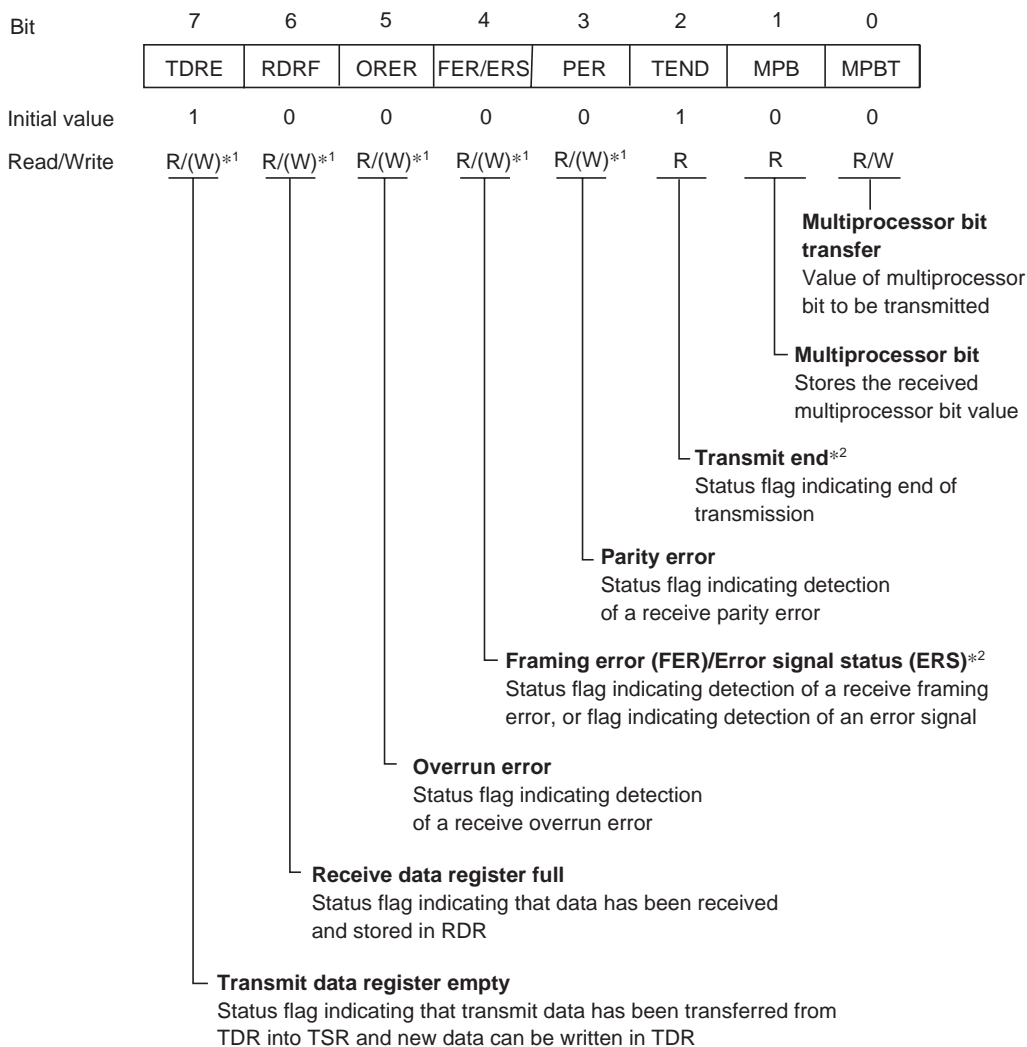 Bit 7 6 5 4 3 2 1 0
TDRE RDRF ORER FER/ERS PER TEND MPB MPBT
Initial value 1 0 0 0 0 1 0 0
Read/Write R/(W)*1 R/(W)*1 R/(W)*1 R/(W)*1 R/(W)*1 R R R/W
Multiprocessor bit
transfer
Value of multiprocessor
bit to be transmitted
Multiprocessor bit
Stores the received
multiprocessor bit value
Transmit end*2
Status flag indicating end of
transmission
Parity error
Status flag indicating detection
of a receive parity error
Framing error (FER)/Error signal status (ERS)*2
Status flag indicating detection of a receive framing
error, or flag indicating detection of an error signal
Overrun error
Status flag indicating detection
of a receive overrun error
Receive data register full
Status flag indicating that data has been received
and stored in RDR
Transmit data register empty
Status flag indicating that transmit data has been transferred from
TDR into TSR and new data can be written in TDR